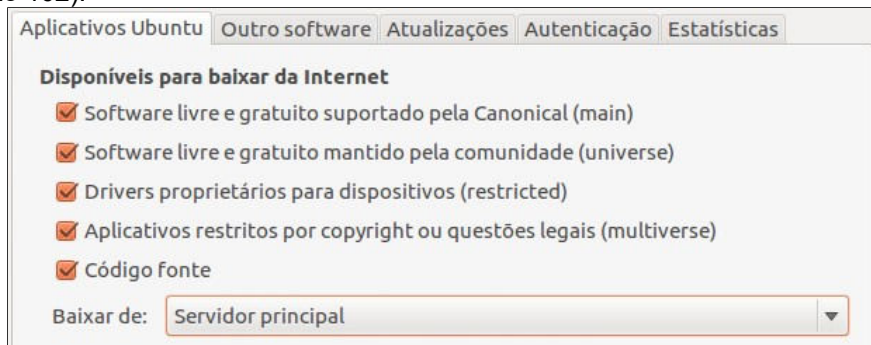 Aplicativos Ubuntu Outro software Atualizações Autenticação Estatísticas
Disponíveis para baixar da Internet
Software livre e gratuito suportado pela Canonical (main)
Software livre e gratuito mantido pela comunidade (universe)
Drivers proprietários para dispositivos (restricted)
Aplicativos restritos por copyright ou questões legais (multiverse)
Código fonte
Baixar de: Servidor principal